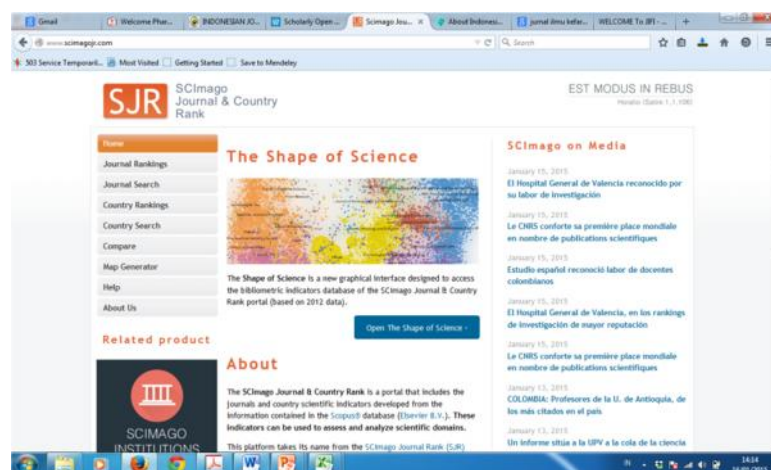 Gmail
Welcome Phar...
INDONESIAN JO...
Scholarly Open ...
Scimago Jou...
About Indones...
jurnal ilmu kefar...
WELCOME To JIFI - ...
www.scimagojr.com
Search
503 Service Temporaril...
Most Visited
Getting Started
Save to Mendeley
SJR
SCImago
Journal & Country
Rank
EST MODUS IN REBUS
Horatio (Satire 1,1,106)
Home
Journal Rankings
Journal Search
Country Rankings
Country Search
Compare
Map Generator
Help
About Us
Related product
SCIMAGO
INSTITUTIONS
The Shape of Science
The Shape of Science is a new graphical interface designed to access
the bibliometric indicators database of the SCImago Journal & Country
Rank portal (based on 2012 data).
Open The Shape of Science
About
The SCImago Journal & Country Rank is a portal that includes the
journals and country scientific indicators developed from the
information contained in the Scopus® database (Elsevier B.V.). These
indicators can be used to assess and analyze scientific domains.
This platform takes its name from the SCImago Journal Rank (SJR)
SCImago on Media
January 15, 2015
El Hospital General de Valencia reconocido por
su labor de investigación
January 15, 2015
Le CNRS conforte sa première place mondiale
en nombre de publications scientifiques
January 15, 2015
Estudio español reconoció labor de docentes
colombianos
January 15, 2015
El Hospital General de Valencia, en los rankings
de investigación de mayor reputación
January 15, 2015
Le CNRS conforte sa première place mondiale
en nombre de publications scientifiques
January 13, 2015
COLOMBIA: Profesores de la U. de Antioquia, de
los más citados en el país
January 13, 2015
Un informe sitúa a la UPV a la cola de la ciencia
IN
14:14